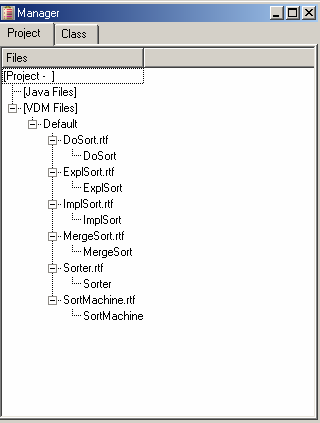 Manager
Project Class
Files
[Project - ]
[Java Files]
[VDM Files]
Default
DoSort.rtf
DoSort
ExplSort.rtf
ExplSort
ImplSort.rtf
ImplSort
MergeSort.rtf
MergeSort
Sorter.rtf
Sorter
SortMachine.rtf
SortMachine